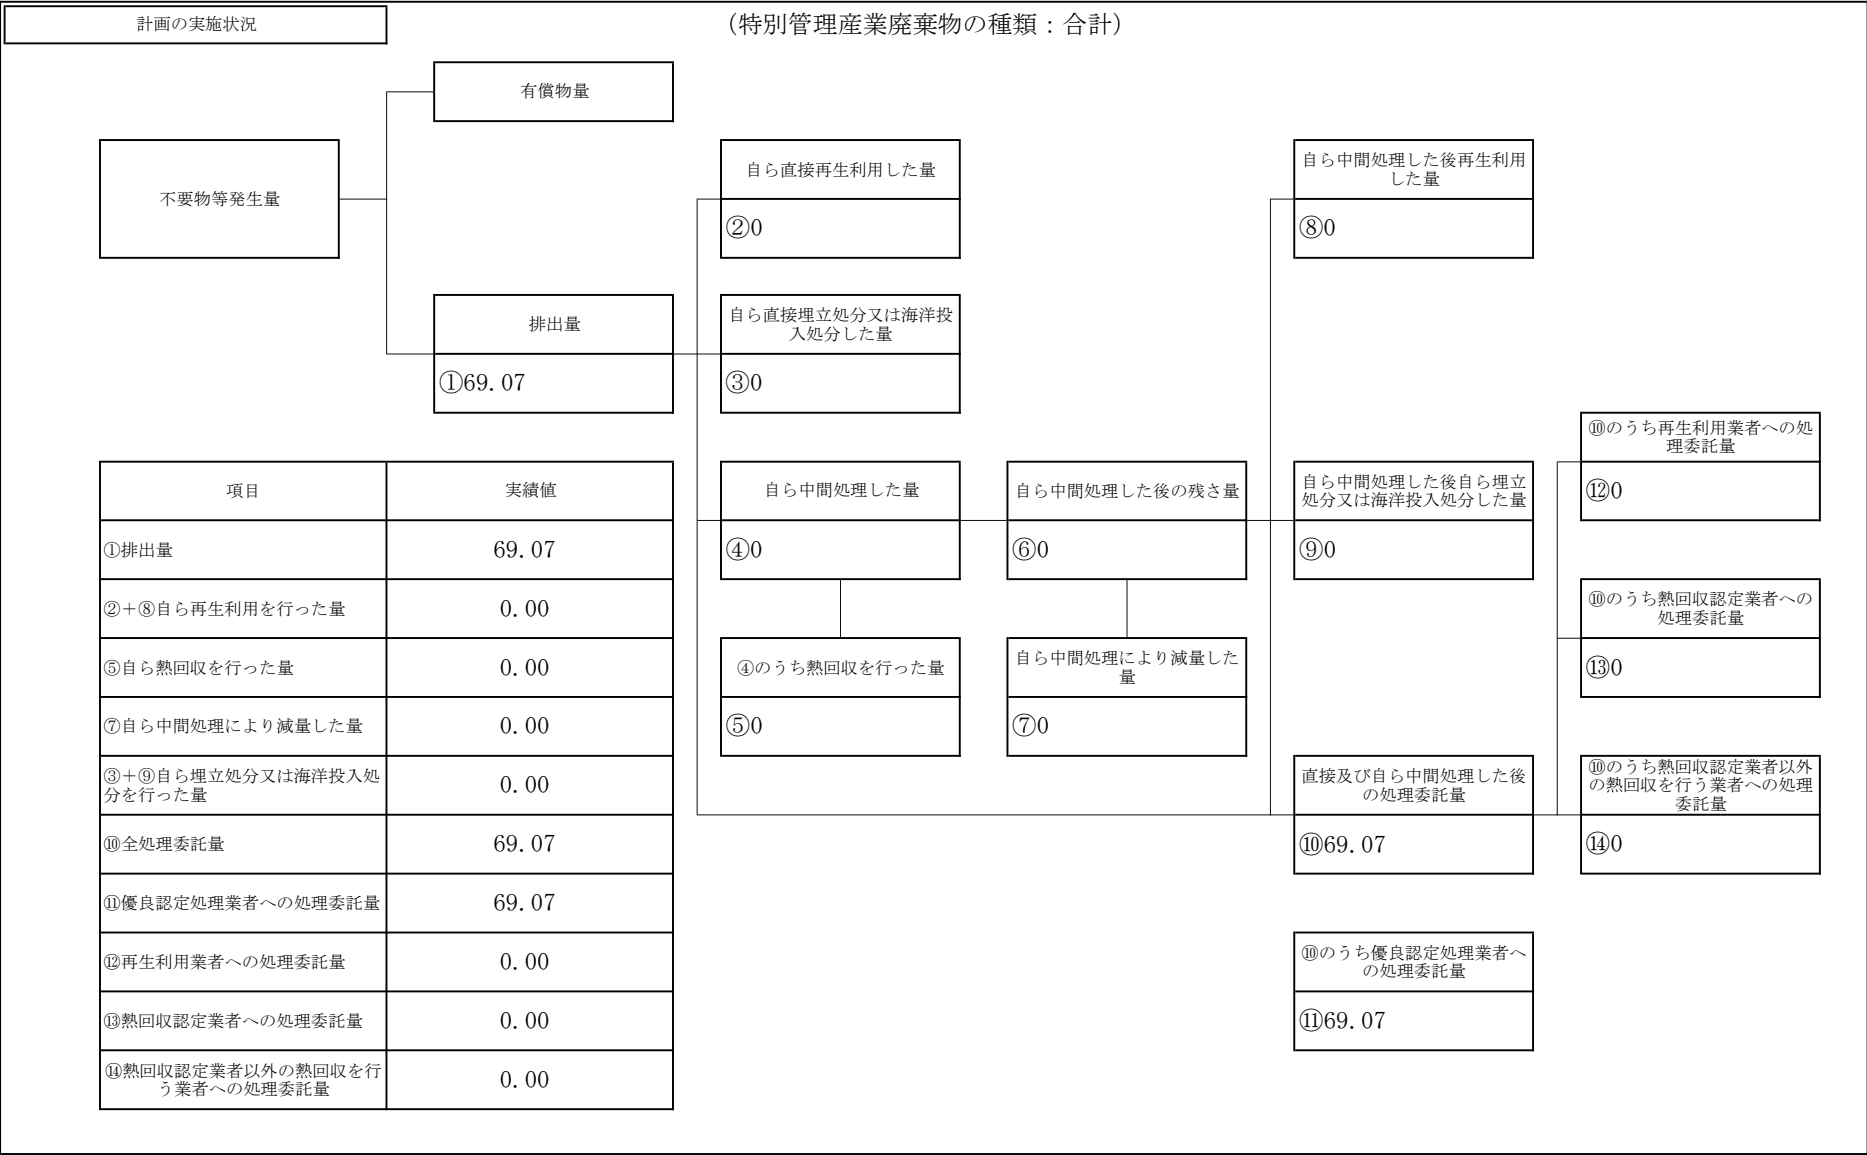 計画の実施状況
（特別管理産業廃棄物の種類：合計）
有償物量
不要物等発生量
自ら直接再生利用した量
②0
自ら中間処理した後再生利用
した量
⑧0
排出量
①69.07
自ら直接埋立処分又は海洋投
入処分した量
③0
⑩のうち再生利用業者への処
理委託量
⑫0
自ら中間処理した量
④0
自ら中間処理した後の残さ量
⑥0
自ら中間処理した後自ら埋立
処分又は海洋投入処分した量
⑨0
⑩のうち熱回収認定業者への
処理委託量
⑬0
④のうち熱回収を行った量
⑤0
自ら中間処理により減量した
量
⑦0
直接及び自ら中間処理した後
の処理委託量
⑩69.07
⑩のうち熱回収認定業者以外
の熱回収を行う業者への処理
委託量
⑭0
⑩のうち優良認定処理業者へ
の処理委託量
⑪69.07
項目 実績値
①排出量 69.07
②＋⑧自ら再生利用を行った量 0.00
⑤自ら熱回収を行った量 0.00
⑦自ら中間処理により減量した量 0.00
③＋⑨自ら埋立処分又は海洋投入処
分を行った量 0.00
⑩全処理委託量 69.07
⑪優良認定処理業者への処理委託量 69.07
⑫再生利用業者への処理委託量 0.00
⑬熱回収認定業者への処理委託量 0.00
⑭熱回収認定業者以外の熱回収を行
う業者への処理委託量 0.00